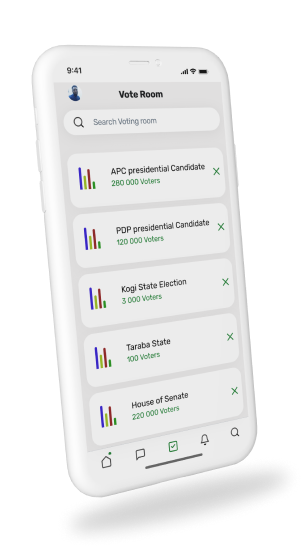 9:41
Vote Room
Search Voting room
APC presidential Candidate
280 000 Voters
PDP presidential Candidate
120 000 Voters
Kogi State Election
3 000 Voters
Taraba State
100 Voters
House of Senate
220 000 Voters